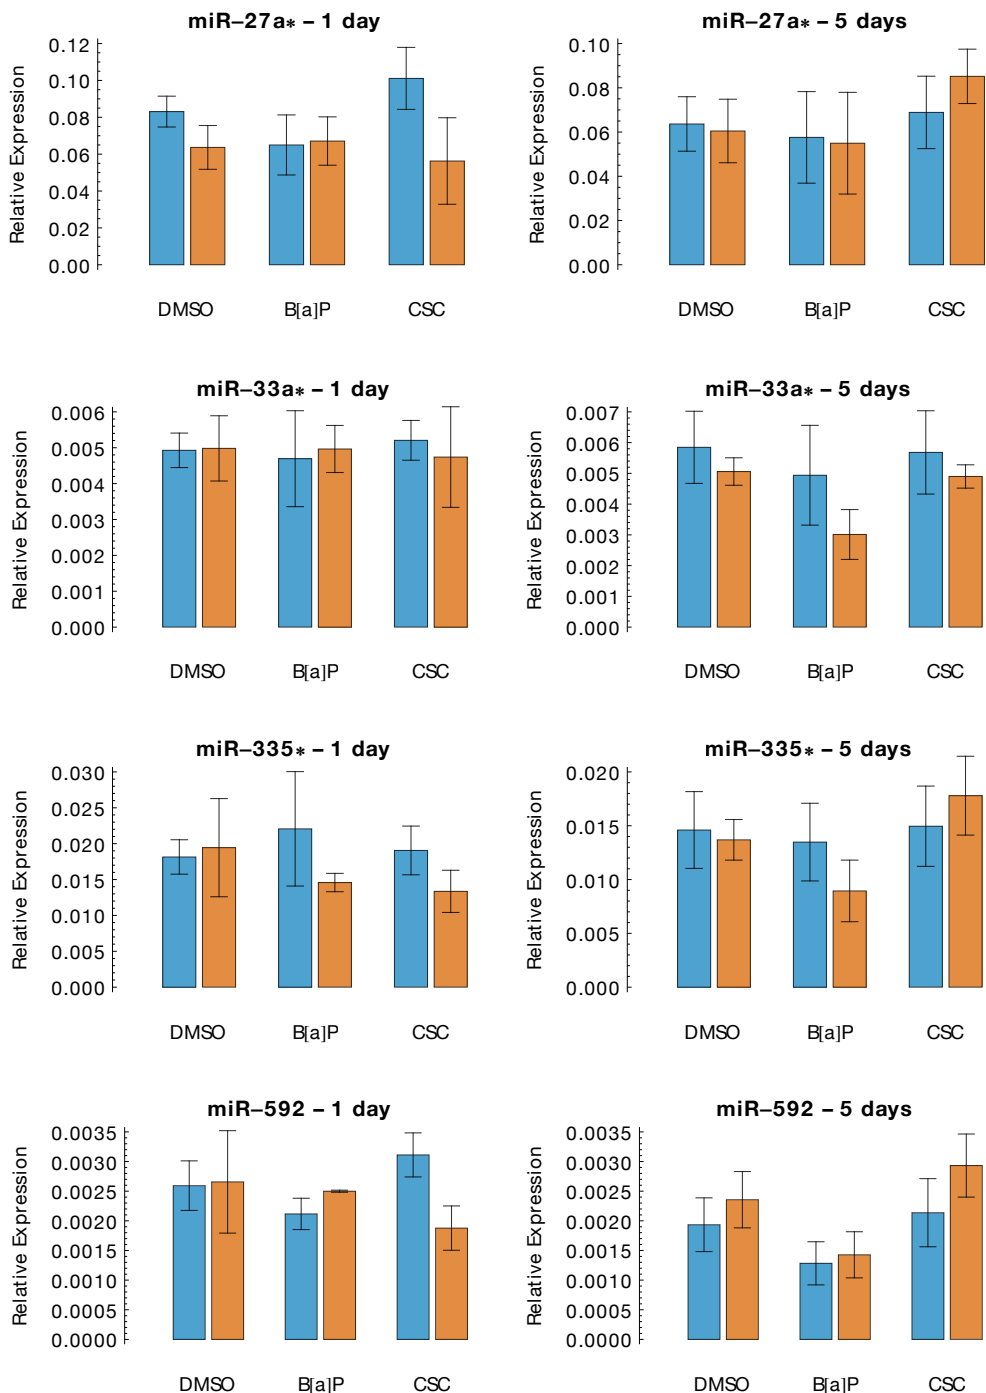 miR–27a* – 1 day
Relative Expression
0.12
0.10
0.08
0.06
0.04
0.02
0.00
DMSO B[a]P CSC
miR–27a* – 5 days
Relative Expression
0.10
0.08
0.06
0.04
0.02
0.00
DMSO B[a]P CSC
miR–33a* – 1 day
Relative Expression
0.006
0.005
0.004
0.003
0.002
0.001
0.000
DMSO B[a]P CSC
miR–33a* – 5 days
Relative Expression
0.007
0.006
0.005
0.004
0.003
0.002
0.001
0.000
DMSO B[a]P CSC
miR–335* – 1 day
Relative Expression
0.030
0.025
0.020
0.015
0.010
0.005
0.000
DMSO B[a]P CSC
miR–335* – 5 days
Relative Expression
0.020
0.015
0.010
0.005
0.000
DMSO B[a]P CSC
miR–592 – 1 day
Relative Expression
0.0035
0.0030
0.0025
0.0020
0.0015
0.0010
0.0005
0.0000
DMSO B[a]P CSC
miR–592 – 5 days
Relative Expression
0.0035
0.0030
0.0025
0.0020
0.0015
0.0010
0.0005
0.0000
DMSO B[a]P CSC